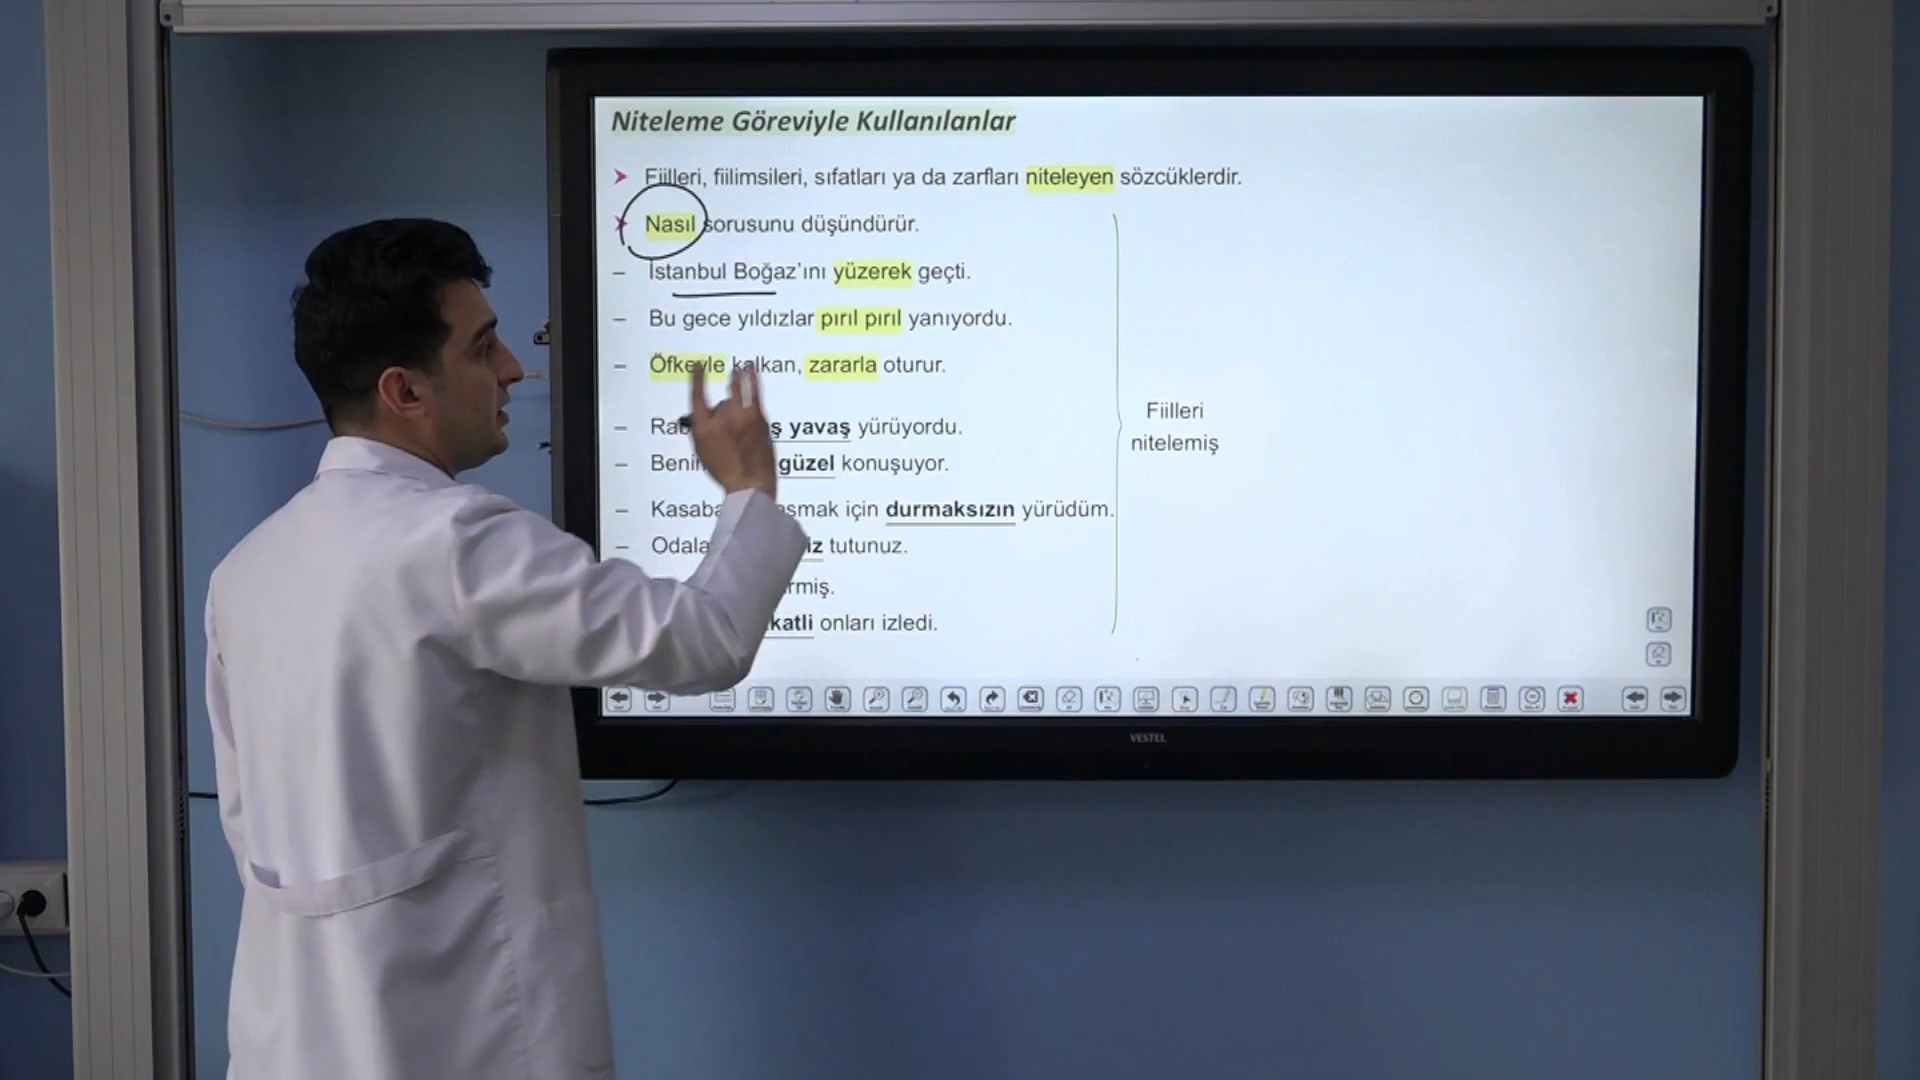 Niteleme Göreviyle Kullanılanlar
➤ Fiilleri, fiilimsileri, sıfatları ya da zarfları niteleyen sözcüklerdir.
➤ Nasıl sorusunu düşündürür.
– İstanbul Boğaz’ını yüzerek geçti.
– Bu gece yıldızlar pırıl pırıl yanıyordu.
– Öfkeyle kalkan, zararla oturur.
– yavaş yürüyordu.
– güzel konuşuyor.
– için durmaksızın yürüdüm.
– tutunuz.
– onları izledi.
Fiilleri
nitelemiş
VESTEL